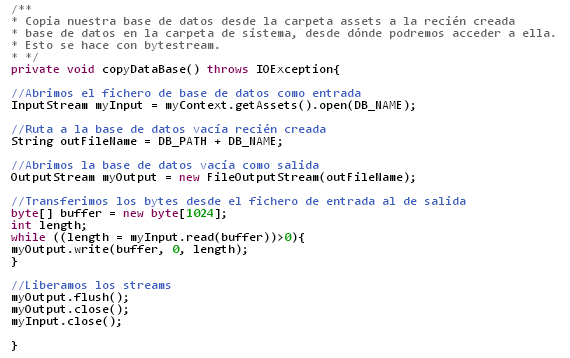 /**
* Copia nuestra base de datos desde la carpeta assets a la recién creada
* base de datos en la carpeta de sistema, desde dónde podremos acceder a ella.
* Esto se hace con bytestream.
* */
private void copyDataBase() throws IOException{
//Abrimos el fichero de base de datos como entrada
InputStream myInput = myContext.getAssets().open(DB_NAME);
//Ruta a la base de datos vacía recién creada
String outFileName = DB_PATH + DB_NAME;
//Abrimos la base de datos vacía como salida
OutputStream myOutput = new FileOutputStream(outFileName);
//Transferimos los bytes desde el fichero de entrada al de salida
byte[] buffer = new byte[1024];
int length;
while ((length = myInput.read(buffer))>0){
myOutput.write(buffer, 0, length);
}
//Liberamos los streams
myOutput.flush();
myOutput.close();
myInput.close();
}